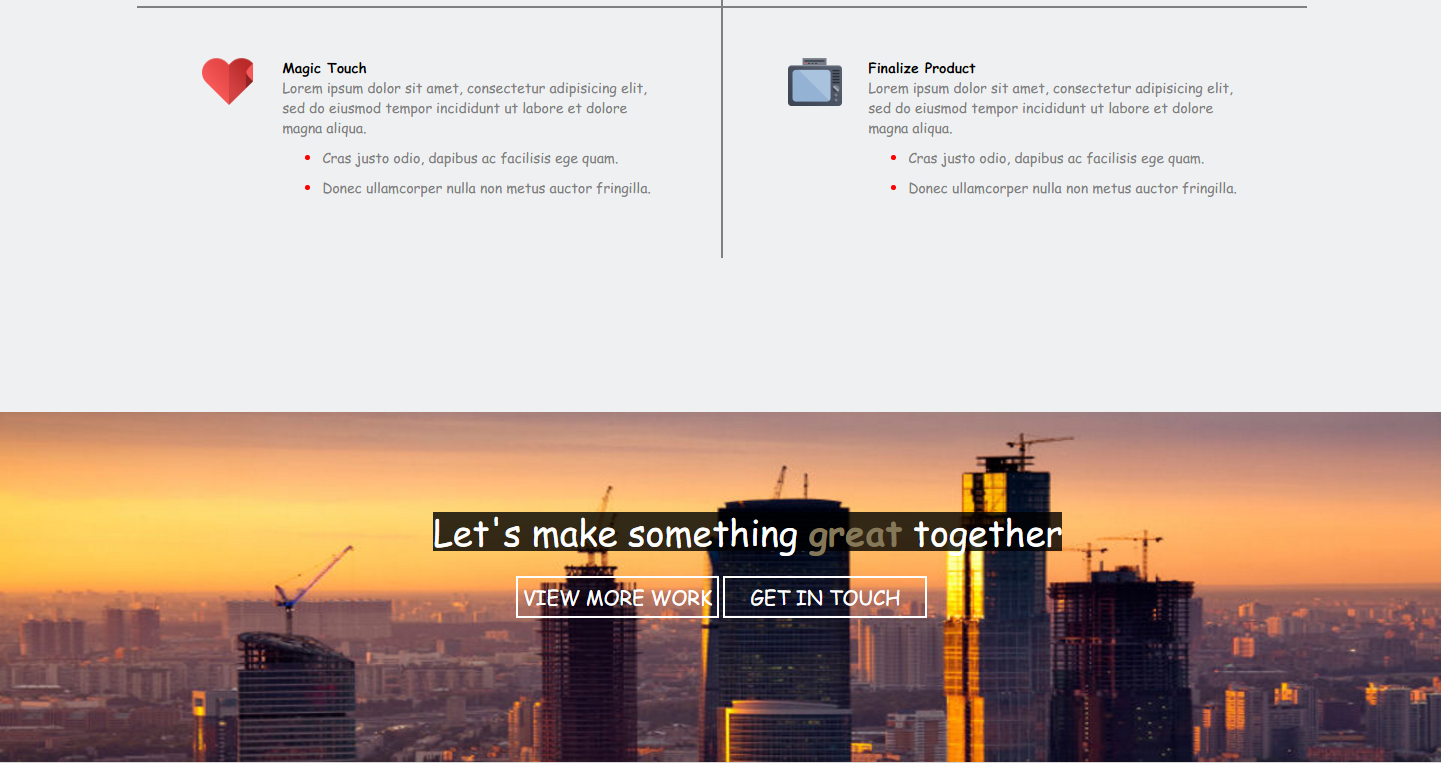 Magic Touch
Lorem ipsum dolor sit amet, consectetur adipisicing elit,
sed do eiusmod tempor incididunt ut labore et dolore
magna aliqua.
Cras justo odio, dapibus ac facilisis ege quam.
Donec ullamcorper nulla non metus auctor fringilla.
Finalize Product
Lorem ipsum dolor sit amet, consectetur adipisicing elit,
sed do eiusmod tempor incididunt ut labore et dolore
magna aliqua.
Cras justo odio, dapibus ac facilisis ege quam.
Donec ullamcorper nulla non metus auctor fringilla.
Let's make something great together
VIEW MORE WORK
GET IN TOUCH